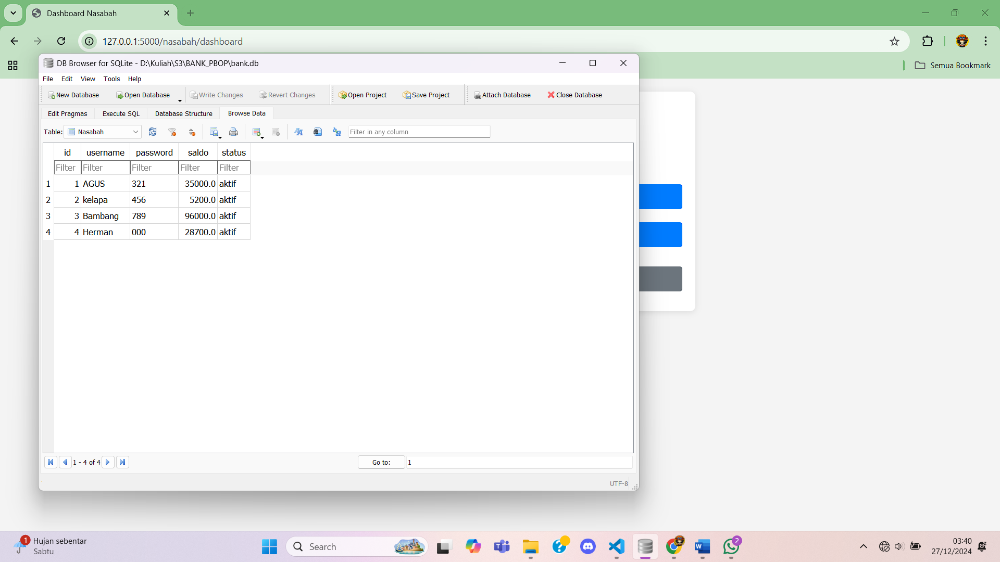 Dashboard Nasabah
127.0.0.1:5000/nasabah/dashboard
Semua Bookmark
DB Browser for SQLite - D:\Kuliah\S3\BANK_PBOP\bank.db
File Edit View Tools Help
New Database Open Database Write Changes Revert Changes Open Project Save Project Attach Database Close Database
Edit Pragmas Execute SQL Database Structure Browse Data
Table: Nasabah Filter in any column
id username password saldo status
Filter Filter Filter Filter Filter
1 1 AGUS 321 35000.0 aktif
2 2 kelapa 456 5200.0 aktif
3 3 Bambang 789 96000.0 aktif
4 4 Herman 000 28700.0 aktif
1 - 4 of 4 Go to: 1
UTF-8
1 Hujan sebentar
Sabtu
Search
2
03:40
27/12/2024